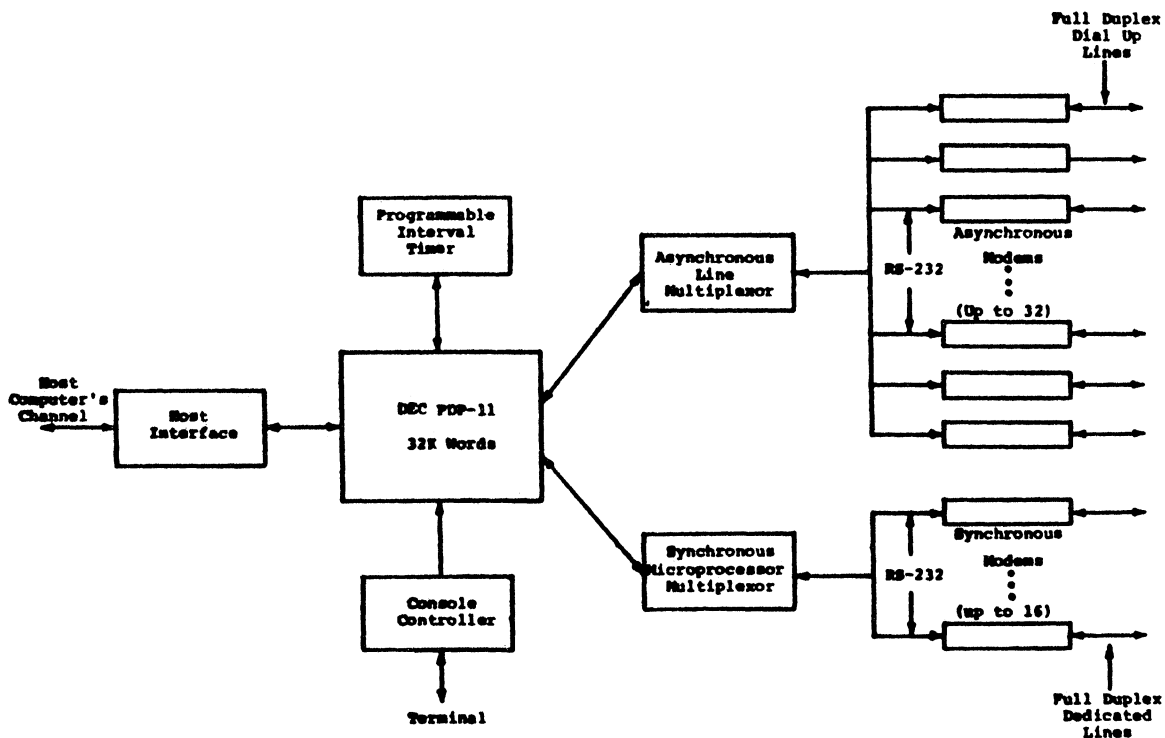 Full Duplex
Dial Up
Lines
Programmable
Interval
Timer
Asynchronous
Line
Multiplexor
RS-232
Asynchronous
Modems
(Up to 32)
Host
Computer's
Channel
Host
Interface
DEC PDP-11
32K Words
Synchronous
Microprocessor
Multiplexor
RS-232
Synchronous
Modems
(up to 16)
Console
Controller
Terminal
Full Duplex
Dedicated
Lines